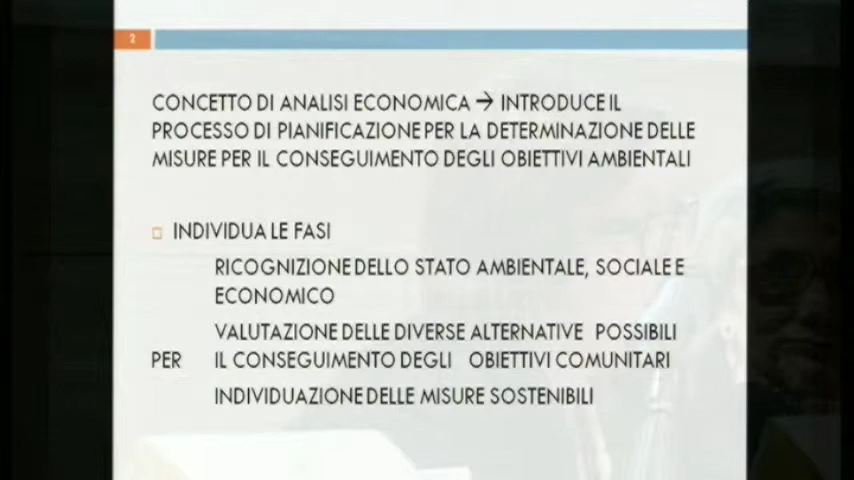 2
CONCETTO DI ANALISI ECONOMICA → INTRODUCE IL
PROCESSO DI PIANIFICAZIONE PER LA DETERMINAZIONE DELLE
MISURE PER IL CONSEGUIMENTO DEGLI OBIETTIVI AMBIENTALI
INDIVIDUA LE FASI
RICOGNIZIONE DELLO STATO AMBIENTALE, SOCIALE E
ECONOMICO
VALUTAZIONE DELLE DIVERSE ALTERNATIVE POSSIBILI
PER IL CONSEGUIMENTO DEGLI OBIETTIVI COMUNITARI
INDIVIDUAZIONE DELLE MISURE SOSTENIBILI